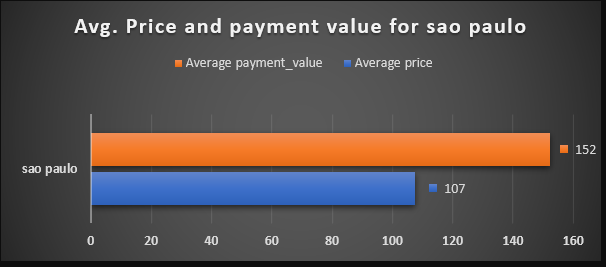 Avg. Price and payment value for sao paulo
Average payment_value Average price
152
sao paulo
107
0 20 40 60 80 100 120 140 160